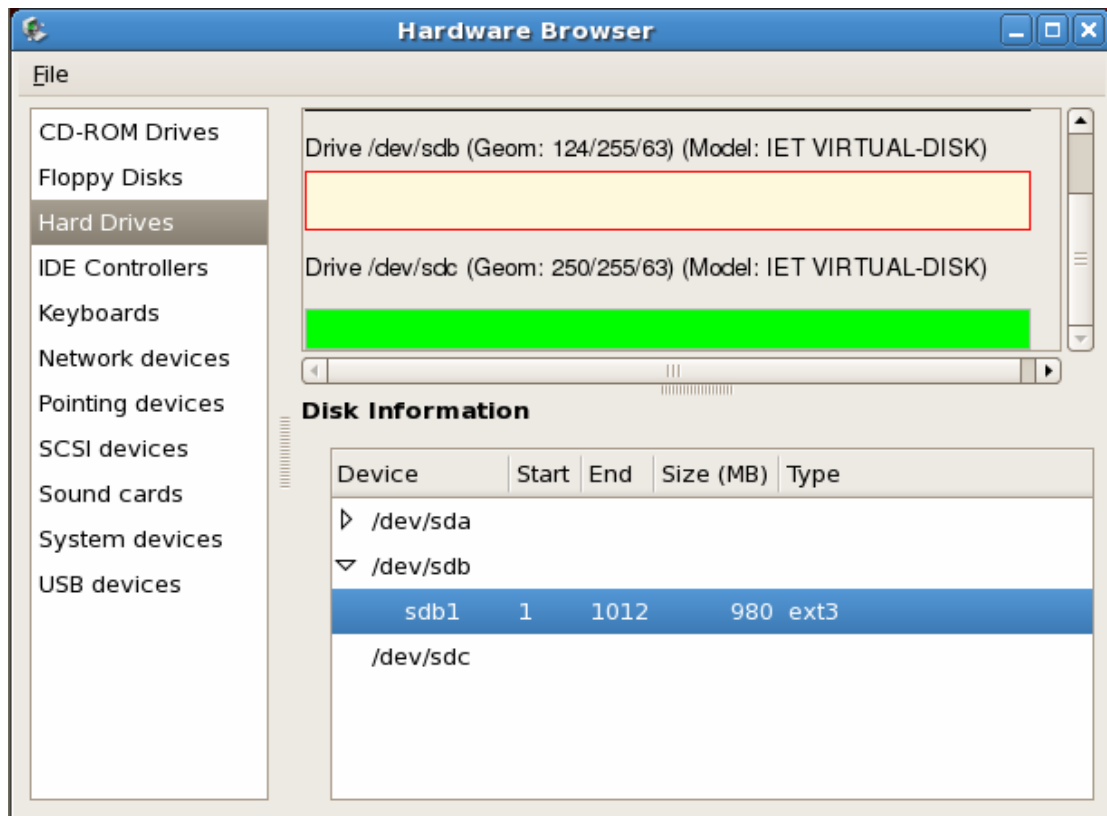 Hardware Browser
File
CD-ROM Drives
Floppy Disks
Hard Drives
IDE Controllers
Keyboards
Network devices
Pointing devices
SCSI devices
Sound cards
System devices
USB devices
Drive /dev/sdb (Geom: 124/255/63) (Model: IET VIRTUAL-DISK)
Drive /dev/sdc (Geom: 250/255/63) (Model: IET VIRTUAL-DISK)
Disk Information
Device Start End Size (MB) Type
/dev/sda
/dev/sdb
sdb1 1 1012 980 ext3
/dev/sdc